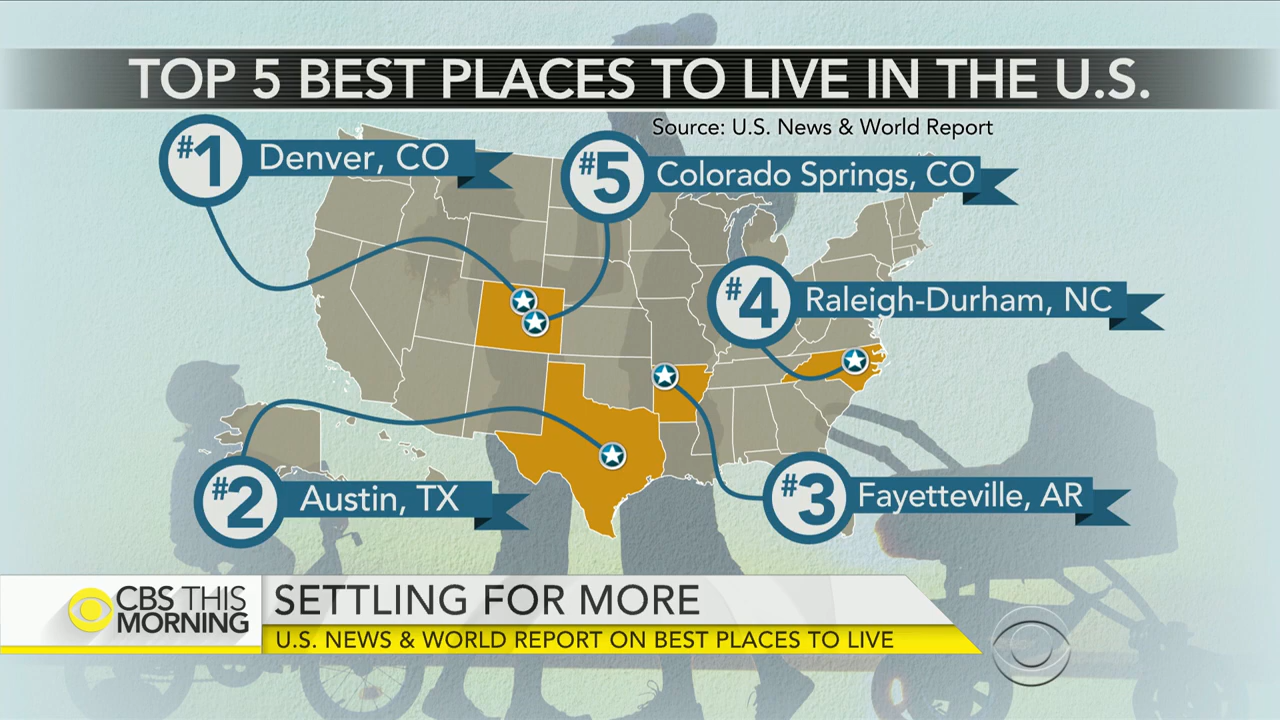 TOP 5 BEST PLACES TO LIVE IN THE U.S.
Source: U.S. News & World Report
#1 Denver, CO
#5 Colorado Springs, CO
#4 Raleigh-Durham, NC
#2 Austin, TX
#3 Fayetteville, AR
CBS THIS
MORNING
SETTLING FOR MORE
U.S. NEWS & WORLD REPORT ON BEST PLACES TO LIVE